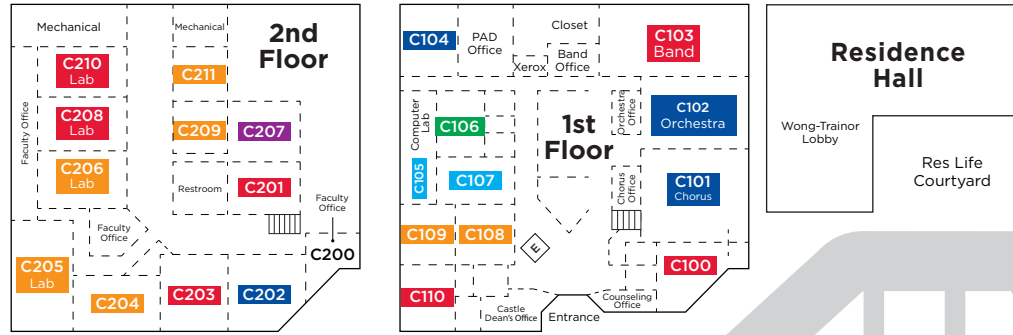 Mechanical
Mechanical
2nd
Floor
C210
Lab
C211
C208
Lab
C209
C207
Faculty Office
C206
Lab
Restroom
C201
Faculty
Office
Faculty
Office
C200
C205
Lab
C204
C203
C202
C104
PAD
Office
Closet
Xerox
Band
Office
C103
Band
Computer
Lab
C106
1st
Floor
Orchestra
Office
C102
Orchestra
C105
C107
Chorus
Office
C101
Chorus
C109
C108
E
C100
C110
Castle
Dean's Office
Entrance
Counseling
Office
Residence
Hall
Wong-Trainor
Lobby
Res Life
Courtyard